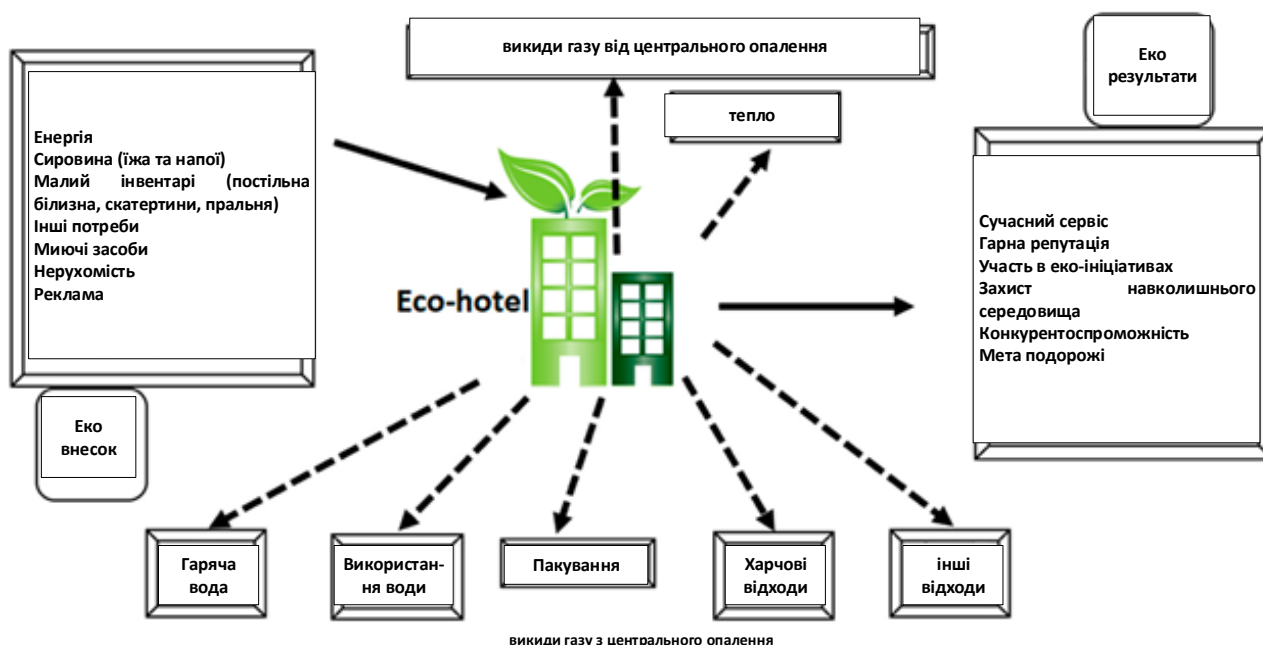 викиди газу від центрального опалення
Еко
результати
тепло
Енергія
Сировина (їжа та напої)
Малий інвентарі (постільна
білизна, скатертини, пральня)
Інші потреби
Миючі засоби
Нерухомість
Реклама
Eco-hotel
Сучасний сервіс
Гарна репутація
Участь в еко-ініціативах
Захист навколишнього
середовища
Конкурентоспроможність
Мета подорожі
Еко
внесок
Гаряча
вода
Використан-
ня води
Пакування
Харчові
відходи
інші
відходи
викиди газу з центрального опалення